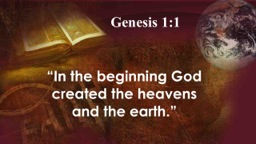 Genesis 1:1
“In the beginning God
created the heavens
and the earth.”